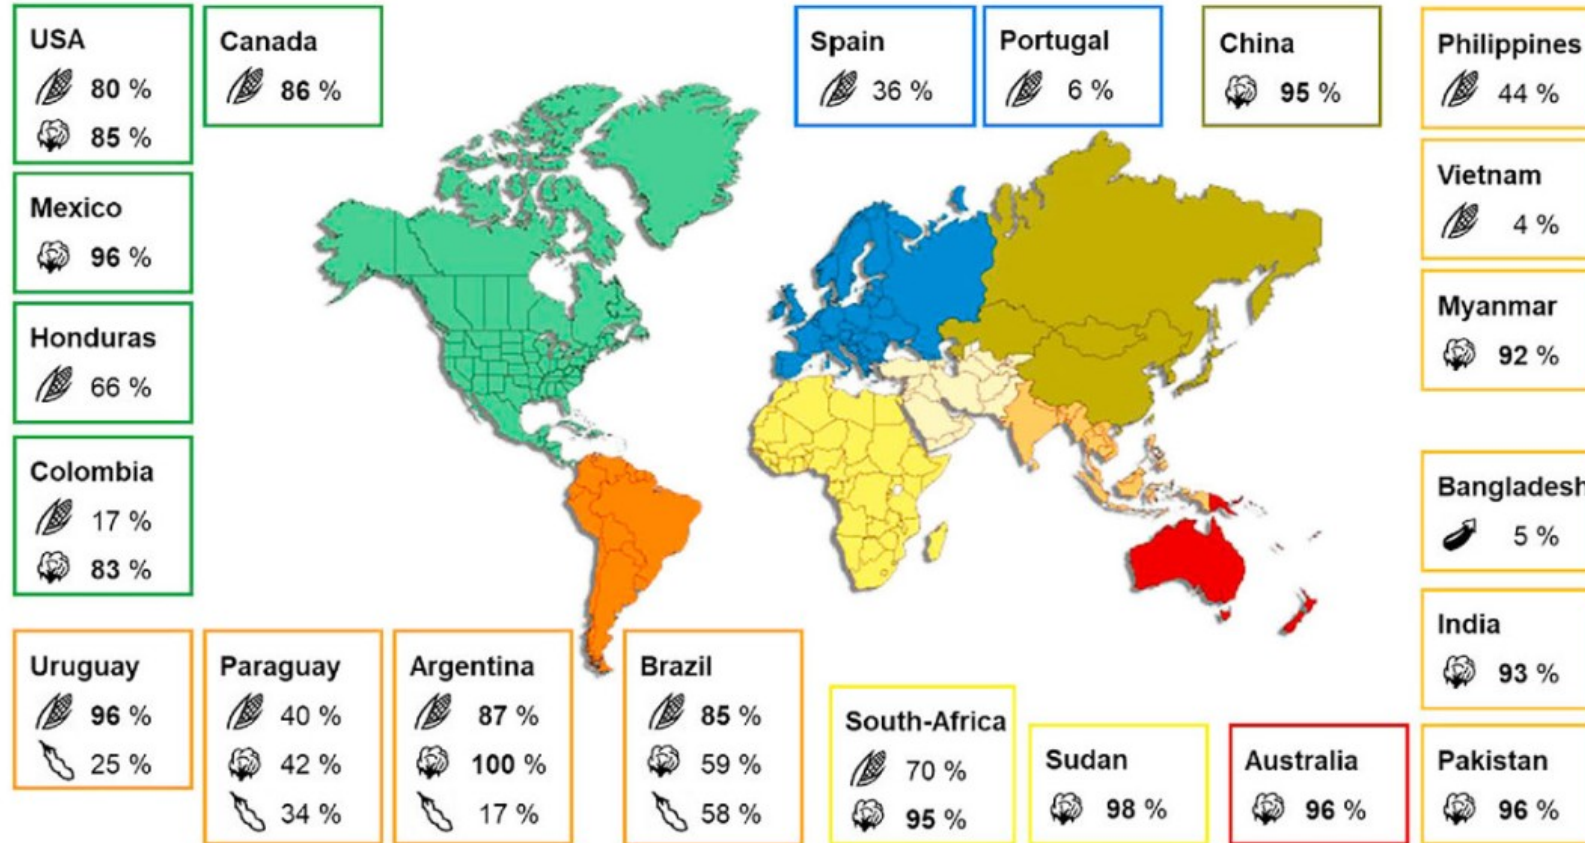 USA
80 %
85 %
Canada
86 %
Spain
36 %
Portugal
6 %
China
95 %
Philippines
44 %
Mexico
96 %
Vietnam
4 %
Honduras
66 %
Myanmar
92 %
Colombia
17 %
83 %
Bangladesh
5 %
India
93 %
Uruguay
96 %
25 %
Paraguay
40 %
42 %
34 %
Argentina
87 %
100 %
17 %
Brazil
85 %
59 %
58 %
South-Africa
70 %
95 %
Sudan
98 %
Australia
96 %
Pakistan
96 %